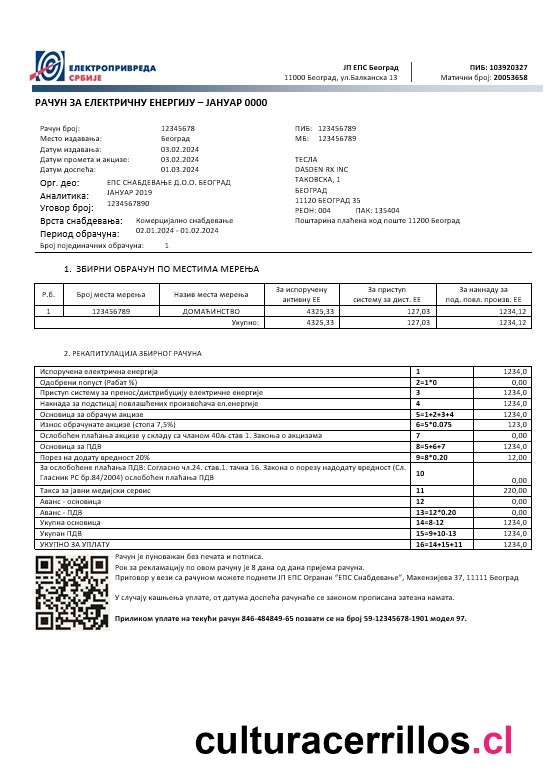 ЕЛЕКТРОПРИВРЕДА
СРБИЈЕ
ЈП ЕПС Београд
11000 Београд, ул.Балканска 13
ПИБ: 103920327
Матични број: 20053658
РАЧУН ЗА ЕЛЕКТРИЧНУ ЕНЕРГИЈУ – ЈАНУАР 0000
Рачун број: 12345678
Место издавања: Београд
Датум издавања: 03.02.2024
Датум промета и акцизе: 03.02.2024
Датум доспећа: 01.03.2024
Орг. део: ЕПС СНАБДЕВАЊЕ Д.О.О. БЕОГРАД
Аналитика: ЈАНУАР 2019
Уговор број: 1234567890
Врста снабдевања: Комерцијално снабдевање
Период обрачуна: 02.01.2024 - 01.02.2024
Број појединачних обрачуна: 1
ПИБ: 123456789
МБ: 123456789
ТЕСЛА
DASDEN RX INC
ТАКОВСКА, 1
БЕОГРАД
11120 БЕОГРАД 35
РЕОН: 004 ПАК: 135404
Поштарина плаћена код поште 11200 Београд
1. ЗБИРНИ ОБРАЧУН ПО МЕСТИМА МЕРЕЊА
Р.б. Број места мерења Назив места мерења За испоручену активну ЕЕ За приступ систему за дист. ЕЕ За накнаду за под. повл. произв. ЕЕ
1 123456789 ДОМАЋИНСТВО 4325,33 127,03 1234,12
Укупно: 4325,33 127,03 1234,12
2. РЕКАПИТУЛАЦИЈА ЗБИРНОГ РАЧУНА
Испоручена електрична енергија 1 1234,0
Одобрени попуст (Рабат %) 2=1*0 0,00
Приступ систему за пренос/дистрибуцију електричне енергије 3 1234,0
Накнада за подстицај повлашћених произвођача ел.енергије 4 1234,0
Основица за обрачум акцизе 5=1+2+3+4 1234,0
Износ обрачунате акцизе (стопа 7,5%) 6=5*0.075 123,0
Ослобођен плаћања акцизе у складу са чланом 40љ став 1. Закоња о акцизама 7 0,00
Основица за ПДВ 8=5+6+7 1234,0
Порез на додату вредност 20% 9=8*0.20 12,00
За ослобођене плаћања ПДВ: Согласно чл.24. став.1. тачка 16. Закона о порезу надодату вредност (Сл.
Гласник РС бр.84/2004) ослобођен плаћања ПДВ 10 0,00
Такса за јавни медијски сервис 11 220,00
Аванс - основица 12 0,00
Аванс - ПДВ 13=12*0.20 0,00
Укупна основица 14=8-12 1234,0
Укупан ПДВ 15=9+10-13 1234,0
УКУПНО ЗА УПЛАТУ 16=14+15+11 1234,0
Рачун је пуноважан без печата и потписа.
Рок за рекламацију по овом рачуну је 8 дана од дана пријема рачуна.
Приговор у вези са рачуном можете поднети ЈП ЕПС Огранан "ЕПС Снабдевање", Макензијева 37, 11111 Београд
У случају кашњења уплате, от датума доспећа рачунаће се законом прописана затезна камата.
Приликом уплате на текући рачун 846-484849-65 позвати се на број 59-12345678-1901 модел 97.
culturacerrillos.cl